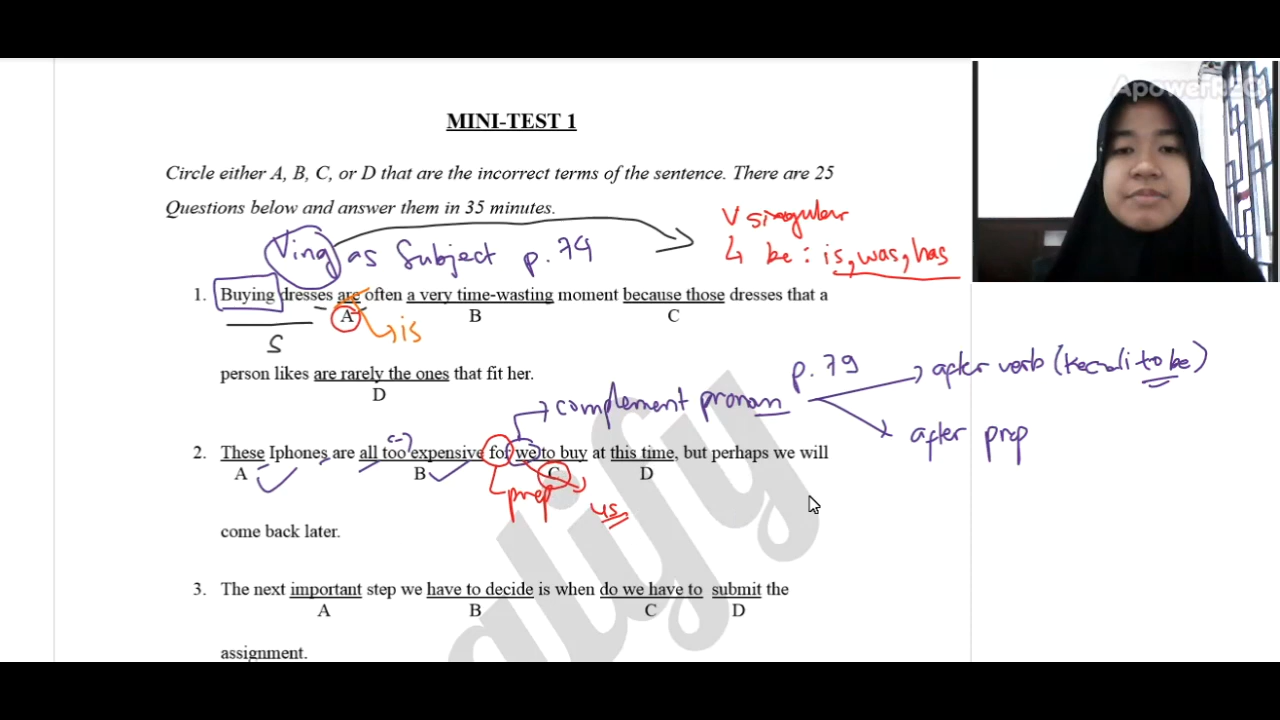 ApowerREC
MINI-TEST 1
Circle either A, B, C, or D that are the incorrect terms of the sentence. There are 25
Questions below and answer them in 35 minutes.
V singular
Ving as Subject p. 74
↳ be : is, was, has
1. Buying dresses are often a very time-wasting moment because those dresses that a
A B C
is
S
person likes are rarely the ones that fit her.
D
p. 79
after verb (kecuali to be)
complement pronoun
after prep
(-)
2. These Iphones are all too expensive for we to buy at this time, but perhaps we will
A B C D
prep
us
come back later.
3. The next important step we have to decide is when do we have to submit the
A B C D
assignment.
alify